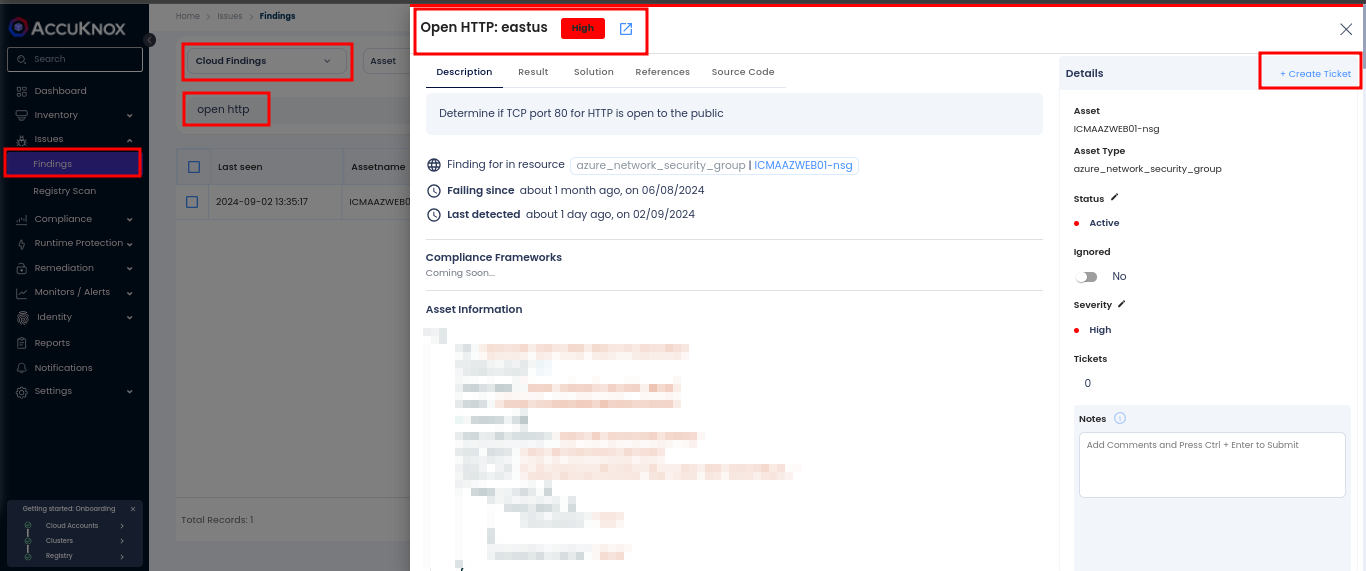 ACCUKNOX
Search
Dashboard
Inventory
Issues
Findings
Registry Scan
Compliance
Runtime Protection
Remediation
Monitors / Alerts
Identity
Reports
Notifications
Settings
Getting started: Onboarding
Cloud Accounts
Clusters
Registry
Home > Issues > Findings
Cloud Findings
Asset
open http
Last seen Assetname
2024-09-02 13:35:17 ICMAAZWEB0
Total Records: 1
Open HTTP: eastus High
Description Result Solution References Source Code
Determine if TCP port 80 for HTTP is open to the public
Finding for in resource azure_network_security_group | ICMAAZWEB01-nsg
Failing since about 1 month ago, on 06/08/2024
Last detected about 1 day ago, on 02/09/2024
Compliance Frameworks
Coming Soon...
Asset Information
Details + Create Ticket
Asset
ICMAAZWEB01-nsg
Asset Type
azure_network_security_group
Status
Active
Ignored
No
Severity
High
Tickets
0
Notes
Add Comments and Press Ctrl + Enter to Submit